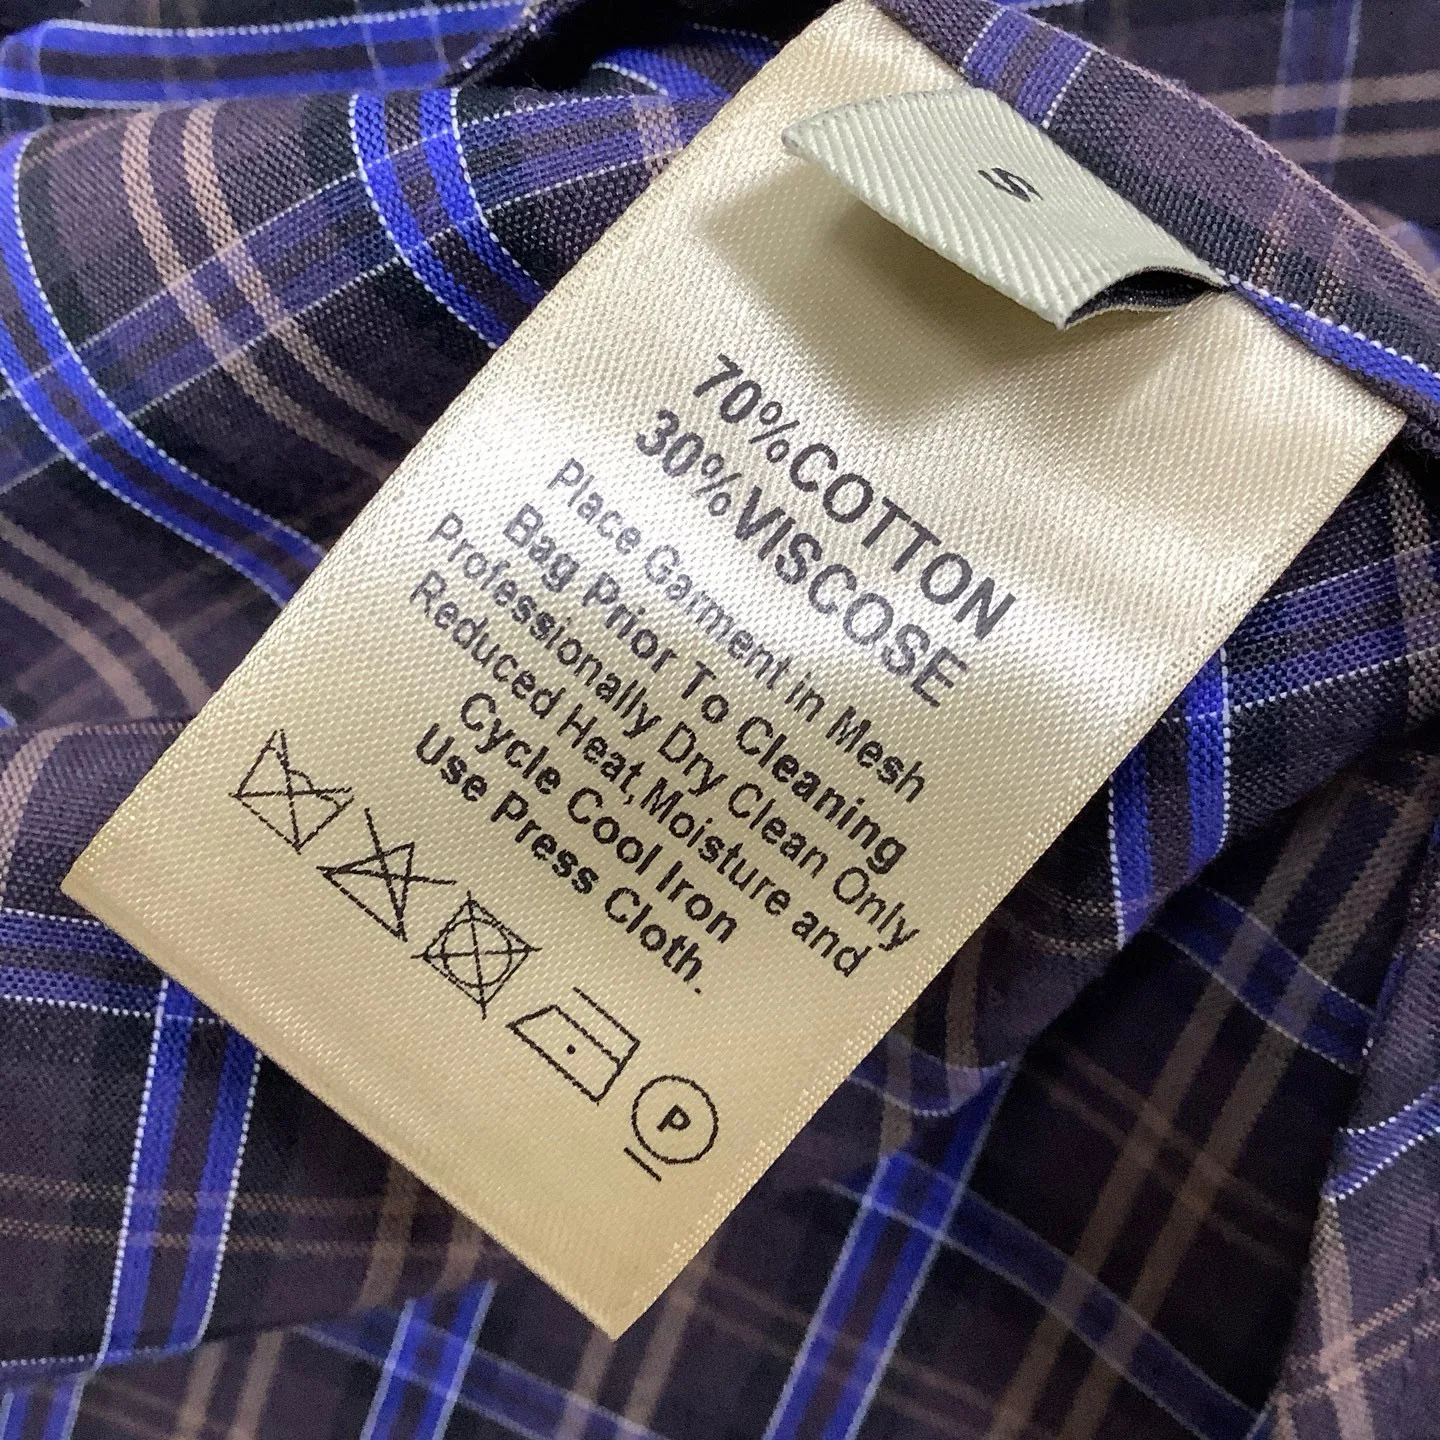 S
70%COTTON
30%VISCOSE
Place Garment in Mesh
Bag Prior To Cleaning
Professionally Dry Clean Only
Reduced Heat,Moisture and
Cycle Cool Iron
Use Press Cloth.
P